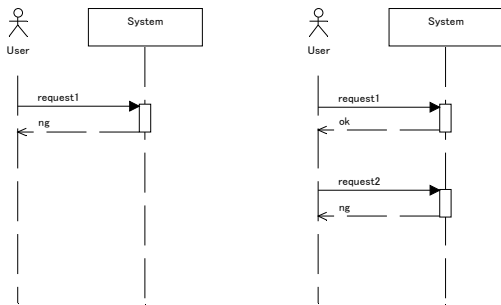 System
User
request1
ng
System
User
request1
ok
request2
ng